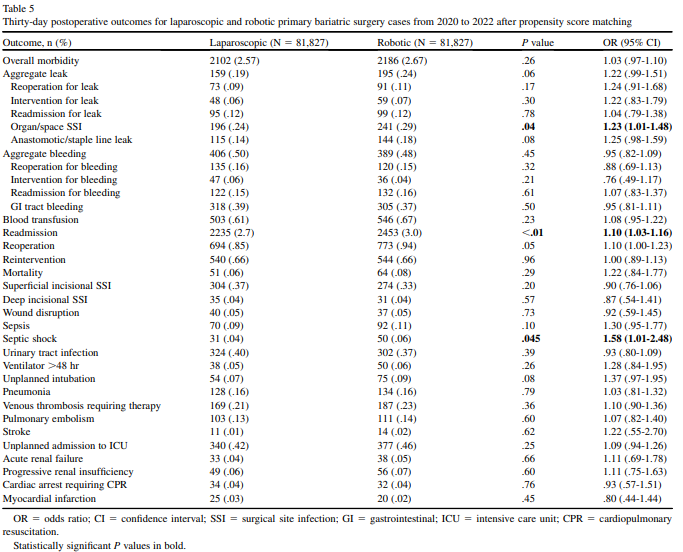 Table 5
Thirty-day postoperative outcomes for laparoscopic and robotic primary bariatric surgery cases from 2020 to 2022 after propensity score matching
Outcome, n (%) Laparoscopic (N = 81,827) Robotic (N = 81,827) P value OR (95% CI)
Overall morbidity 2102 (2.57) 2186 (2.67) .26 1.03 (.97-1.10)
Aggregate leak 159 (.19) 195 (.24) .06 1.22 (.99-1.51)
Reoperation for leak 73 (.09) 91 (.11) .17 1.24 (.91-1.68)
Intervention for leak 48 (.06) 59 (.07) .30 1.22 (.83-1.79)
Readmission for leak 95 (.12) 99 (.12) .78 1.04 (.79-1.38)
Organ/space SSI 196 (.24) 241 (.29) .04 1.23 (1.01-1.48)
Anastomotic/staple line leak 115 (.14) 144 (.18) .08 1.25 (.98-1.59)
Aggregate bleeding 406 (.50) 389 (.48) .45 .95 (.82-1.09)
Reoperation for bleeding 135 (.16) 120 (.15) .32 .88 (.69-1.13)
Intervention for bleeding 47 (.06) 36 (.04) .21 .76 (.49-1.17)
Readmission for bleeding 122 (.15) 132 (.16) .61 1.07 (.83-1.37)
GI tract bleeding 318 (.39) 305 (.37) .50 .95 (.81-1.11)
Blood transfusion 503 (.61) 546 (.67) .23 1.08 (.95-1.22)
Readmission 2235 (2.7) 2453 (3.0) <.01 1.10 (1.03-1.16)
Reoperation 694 (.85) 773 (.94) .05 1.10 (1.00-1.23)
Reintervention 540 (.66) 544 (.66) .96 1.00 (.89-1.13)
Mortality 51 (.06) 64 (.08) .29 1.22 (.84-1.77)
Superficial incisional SSI 304 (.37) 274 (.33) .20 .90 (.76-1.06)
Deep incisional SSI 35 (.04) 31 (.04) .57 .87 (.54-1.41)
Wound disruption 40 (.05) 37 (.05) .73 .92 (.59-1.45)
Sepsis 70 (.09) 92 (.11) .10 1.30 (.95-1.77)
Septic shock 31 (.04) 50 (.06) .045 1.58 (1.01-2.48)
Urinary tract infection 324 (.40) 302 (.37) .39 .93 (.80-1.09)
Ventilator >48 hr 38 (.05) 50 (.06) .26 1.28 (.84-1.95)
Unplanned intubation 54 (.07) 75 (.09) .08 1.37 (.97-1.95)
Pneumonia 128 (.16) 134 (.16) .79 1.03 (.81-1.32)
Venous thrombosis requiring therapy 169 (.21) 187 (.23) .36 1.10 (.90-1.36)
Pulmonary embolism 103 (.13) 111 (.14) .60 1.07 (.82-1.40)
Stroke 11 (.01) 14 (.02) .62 1.22 (.55-2.70)
Unplanned admission to ICU 340 (.42) 377 (.46) .25 1.09 (.94-1.26)
Acute renal failure 33 (.04) 38 (.05) .66 1.11 (.69-1.78)
Progressive renal insufficiency 49 (.06) 56 (.07) .60 1.11 (.75-1.63)
Cardiac arrest requiring CPR 34 (.04) 32 (.04) .76 .93 (.57-1.51)
Myocardial infarction 25 (.03) 20 (.02) .45 .80 (.44-1.44)
OR = odds ratio; CI = confidence interval; SSI = surgical site infection; GI = gastrointestinal; ICU = intensive care unit; CPR = cardiopulmonary
resuscitation.
Statistically significant P values in bold.